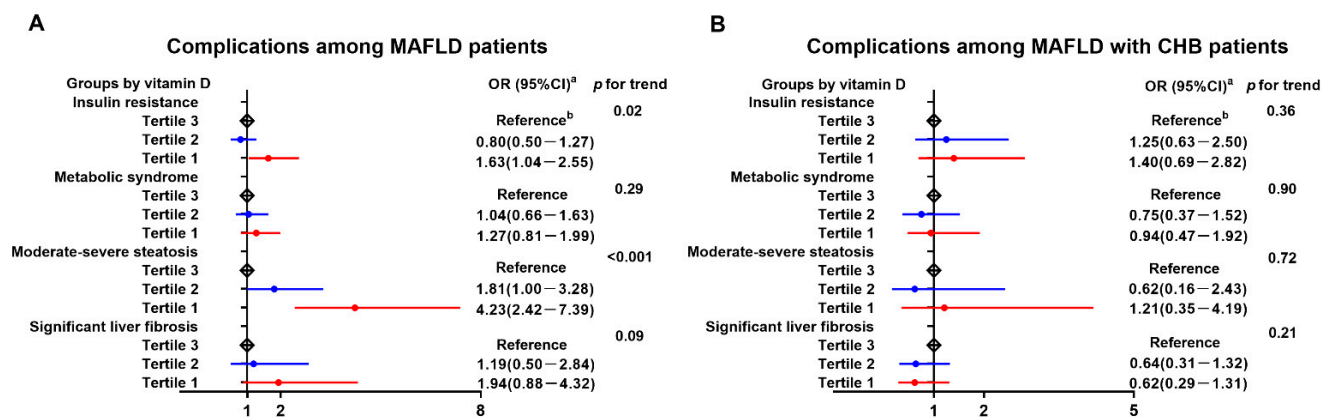 A
Complications among MAFLD patients
Groups by vitamin D OR (95%CI)a p for trend
Insulin resistance 0.02
Tertile 3 Referenceb
Tertile 2 0.80(0.50－1.27)
Tertile 1 1.63(1.04－2.55)
Metabolic syndrome 0.29
Tertile 3 Reference
Tertile 2 1.04(0.66－1.63)
Tertile 1 1.27(0.81－1.99)
Moderate-severe steatosis <0.001
Tertile 3 Reference
Tertile 2 1.81(1.00－3.28)
Tertile 1 4.23(2.42－7.39)
Significant liver fibrosis 0.09
Tertile 3 Reference
Tertile 2 1.19(0.50－2.84)
Tertile 1 1.94(0.88－4.32)
1 2 8
B
Complications among MAFLD with CHB patients
Groups by vitamin D OR (95%CI)a p for trend
Insulin resistance 0.36
Tertile 3 Referenceb
Tertile 2 1.25(0.63－2.50)
Tertile 1 1.40(0.69－2.82)
Metabolic syndrome 0.90
Tertile 3 Reference
Tertile 2 0.75(0.37－1.52)
Tertile 1 0.94(0.47－1.92)
Moderate-severe steatosis 0.72
Tertile 3 Reference
Tertile 2 0.62(0.16－2.43)
Tertile 1 1.21(0.35－4.19)
Significant liver fibrosis 0.21
Tertile 3 Reference
Tertile 2 0.64(0.31－1.32)
Tertile 1 0.62(0.29－1.31)
1 2 5